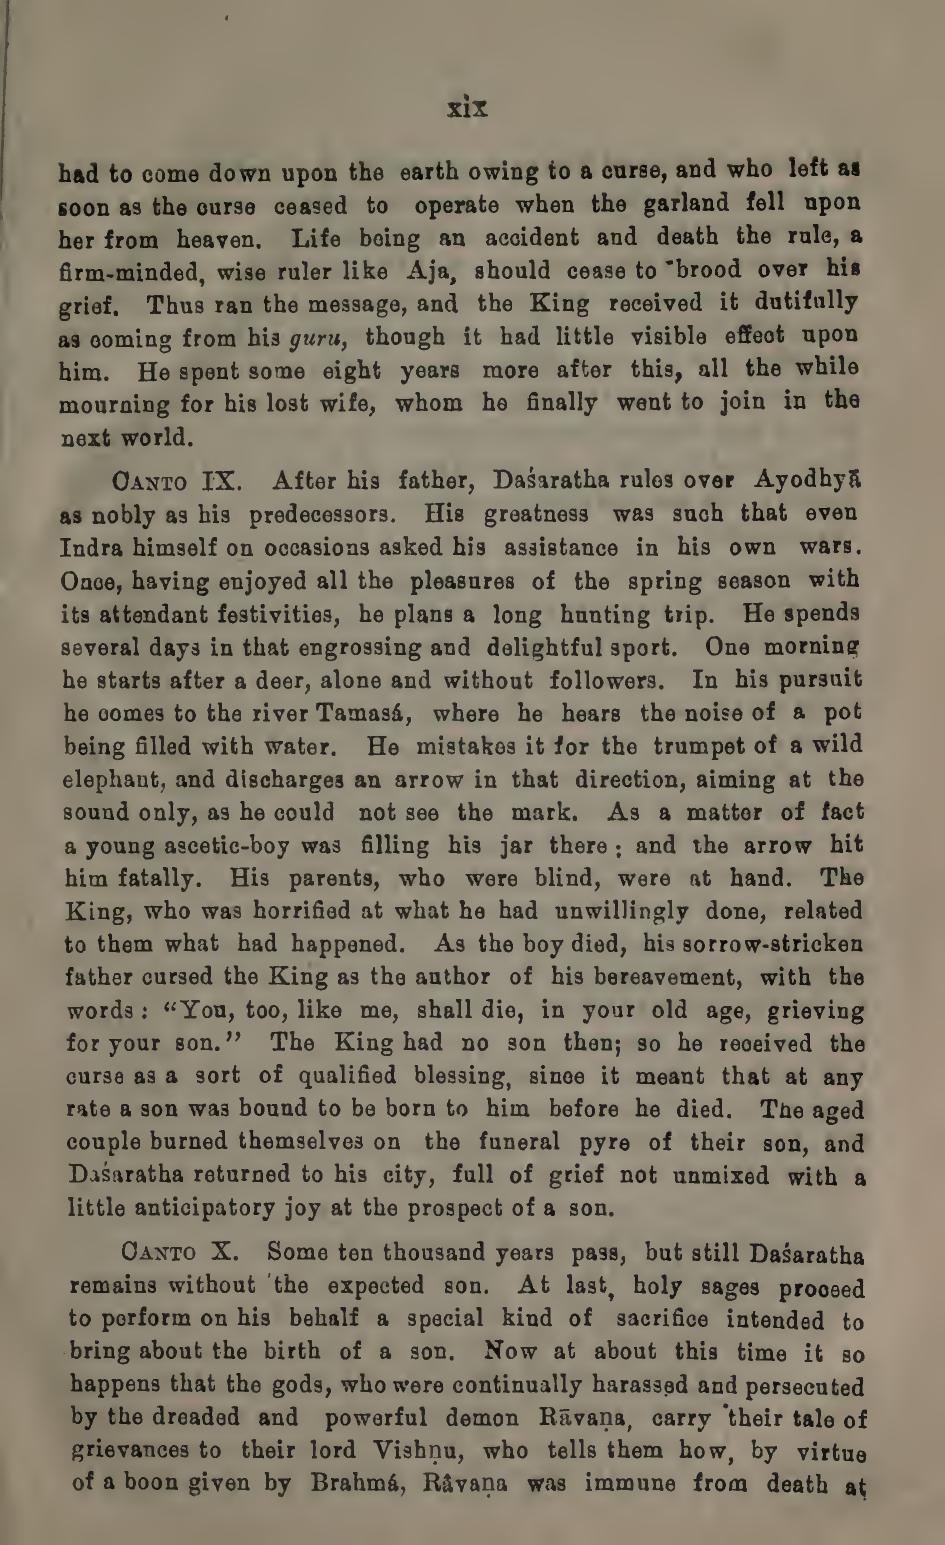 xix
had to come down upon the earth owing to a curse, and who left as
soon as the curse ceased to operate when the garland fell upon
her from heaven. Life being an accident and death the rule, a
firm-minded, wise ruler like Aja, should cease to brood over his
grief. Thus ran the message, and the King received it dutifully
as coming from his guru, though it had little visible effect upon
him. He spent some eight years more after this, all the while
mourning for his lost wife, whom he finally went to join in the
next world.
CANTO IX. After his father, Daśaratha rules over Ayodhyā
as nobly as his predecessors. His greatness was such that even
Indra himself on occasions asked his assistance in his own wars.
Once, having enjoyed all the pleasures of the spring season with
its attendant festivities, he plans a long hunting trip. He spends
several days in that engrossing and delightful sport. One morning
he starts after a deer, alone and without followers. In his pursuit
he comes to the river Tamasá, where he hears the noise of a pot
being filled with water. He mistakes it for the trumpet of a wild
elephant, and discharges an arrow in that direction, aiming at the
sound only, as he could not see the mark. As a matter of fact
a young ascetic-boy was filling his jar there; and the arrow hit
him fatally. His parents, who were blind, were at hand. The
King, who was horrified at what he had unwillingly done, related
to them what had happened. As the boy died, his sorrow-stricken
father cursed the King as the author of his bereavement, with the
words: “You, too, like me, shall die, in your old age, grieving
for your son.” The King had no son then; so he received the
curse as a sort of qualified blessing, since it meant that at any
rate a son was bound to be born to him before he died. The aged
couple burned themselves on the funeral pyre of their son, and
Daśaratha returned to his city, full of grief not unmixed with a
little anticipatory joy at the prospect of a son.
CANTO X. Some ten thousand years pass, but still Daśaratha
remains without the expected son. At last, holy sages proceed
to perform on his behalf a special kind of sacrifice intended to
bring about the birth of a son. Now at about this time it so
happens that the gods, who were continually harassed and persecuted
by the dreaded and powerful demon Rāvaṇa, carry their tale of
grievances to their lord Vishṇu, who tells them how, by virtue
of a boon given by Brahmá, Râvaṇa was immune from death at